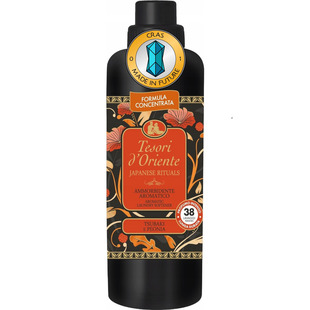 CRAS
0 1
MADE IN FUTURE
FORMULA
CONCENTRATA
Tesori
d'Oriente
JAPANESE RITUALS
AMMORBIDENTE
AROMATICO
TSUBAKI
E PEONIA
38